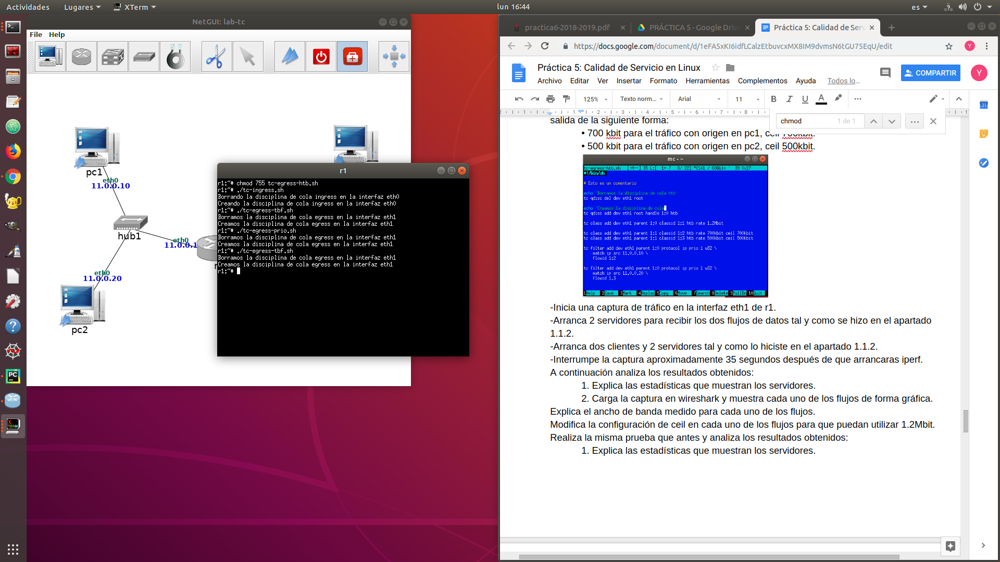 Actividades
Lugares
XTerm
lun 16:44
es
NetGUI: lab-tc
File Help
pc1
eth0
11.0.0.10
hub1
eth0
11.0.0.1
eth0
11.0.0.20
pc2
r1
r1:~# chmod 755 tc-egress-htb.sh
r1:~# ./tc-ingress.sh
Borrando la disciplina de cola ingress en la interfaz eth0
Creando la disciplina de cola ingress en la interfaz eth0
r1:~# ./tc-egress-tbf.sh
Borramos la disciplina de cola egress en la interfaz eth1
Creamos la disciplina de cola egress en la interfaz eth1
r1:~# ./tc-egress-prio.sh
Borramos la disciplina de cola egress en la interfaz eth1
Creamos la disciplina de cola egress en la interfaz eth1
r1:~# ./tc-egress-tbf.sh
Borramos la disciplina de cola egress en la interfaz eth1
Creamos la disciplina de cola egress en la interfaz eth1
r1:~#
practica6-2018-2019.pdf
PRÁCTICA 5 - Google Drive
Práctica 5: Calidad de Serv
https://docs.google.com/document/d/1eFA5xKI6idfLCalzEtbuvcxMX8IM9dvmsN6tGU75EqU/edit
Práctica 5: Calidad de Servicio en Linux
COMPARTIR
Y
Archivo Editar Ver Insertar Formato Herramientas Complementos Ayuda Todos lo…
125% Texto norm... Arial 11 B I U A
chmod 1 de 1
salida de la siguiente forma:
• 700 kbit para el tráfico con origen en pc1, ceil 700kbit.
• 500 kbit para el tráfico con origen en pc2, ceil 500kbit.
mc - ~
tc-egress-htb.sh [-M--] 35 L:[ 1+ 7 8/ 22] *(141 / 606b)= ' 39 0x27
#!/bin/sh
# Esto es un comentario
echo 'Borramos la disciplina de cola htb'
tc qdisc del dev eth1 root
echo 'Creamos la disciplina de cola'
tc qdisc add dev eth1 root handle 1:0 htb
tc class add dev eth1 parent 1:0 classid 1:1 htb rate 1.2Mbit
tc class add dev eth1 parent 1:1 classid 1:2 htb rate 700kbit ceil 700kbit
tc class add dev eth1 parent 1:1 classid 1:3 htb rate 500kbit ceil 500kbit
tc filter add dev eth1 parent 1:0 protocol ip prio 1 u32 \
match ip src 11.0.0.10 \
flowid 1:2
tc filter add dev eth1 parent 1:0 protocol ip prio 1 u32 \
match ip src 11.0.0.20 \
flowid 1.3
1Help 2Save 3Mark 4Replac 5Copy 6Move 7Search 8Delete 9PullDn 10Quit
-Inicia una captura de tráfico en la interfaz eth1 de r1.
-Arranca 2 servidores para recibir los dos flujos de datos tal y como se hizo en el apartado
1.1.2.
-Arranca dos clientes y 2 servidores tal y como lo hiciste en el apartado 1.1.2.
-Interrumpe la captura aproximadamente 35 segundos después de que arrancaras iperf.
A continuación analiza los resultados obtenidos:
1. Explica las estadísticas que muestran los servidores.
2. Carga la captura en wireshark y muestra cada uno de los flujos de forma gráfica.
Explica el ancho de banda medido para cada uno de los flujos.
Modifica la configuración de ceil en cada uno de los flujos para que puedan utilizar 1.2Mbit.
Realiza la misma prueba que antes y analiza los resultados obtenidos:
1. Explica las estadísticas que muestran los servidores.